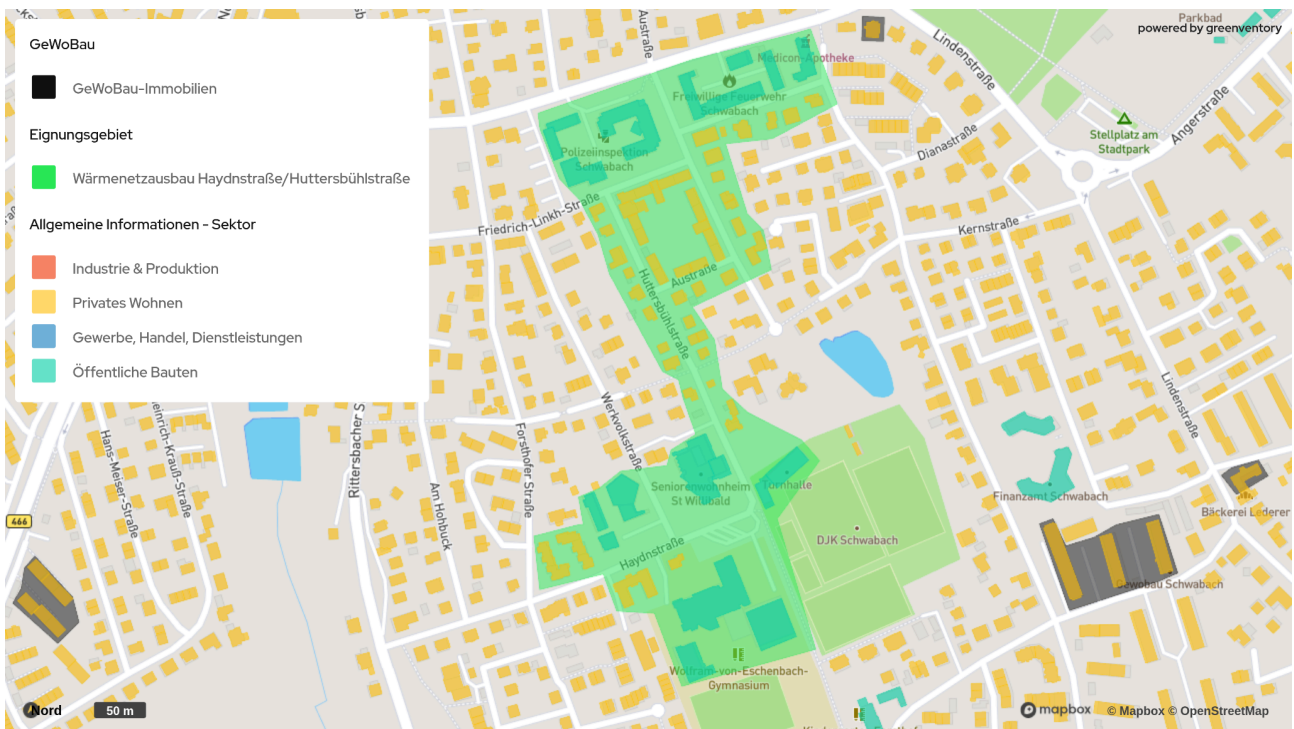 GeWoBau
GeWoBau-Immobilien
Eignungsgebiet
Wärmenetzausbau Haydnstraße/Huttersbühlstraße
Allgemeine Informationen - Sektor
Industrie & Produktion
Privates Wohnen
Gewerbe, Handel, Dienstleistungen
Öffentliche Bauten
Parkbad
powered by greenventory
Austraße
Lindenstraße
Medicon-Apotheke
Freiwillige Feuerwehr
Schwabach
Polizeiinspektion
Schwabach
Stellplatz am
Stadtpark
Angerstraße
Dianastraße
Friedrich-Linkh-Straße
Kernstraße
Austraße
Huttersbühlstraße
Lindenstraße
Werkvolkstraße
Rittersbacher S
Forsthofer Straße
Am Hohbuck
Hans-Meiser-Straße
einrich-Krauß-Straße
466
Seniorenwohnheim
St Willibald
Turnhalle
Finanzamt Schwabach
Bäckerei Lederer
DJK Schwabach
Haydnstraße
Gewobau Schwabach
Wolfram-von-Eschenbach-
Gymnasium
Nord
50 m
mapbox
© Mapbox © OpenStreetMap